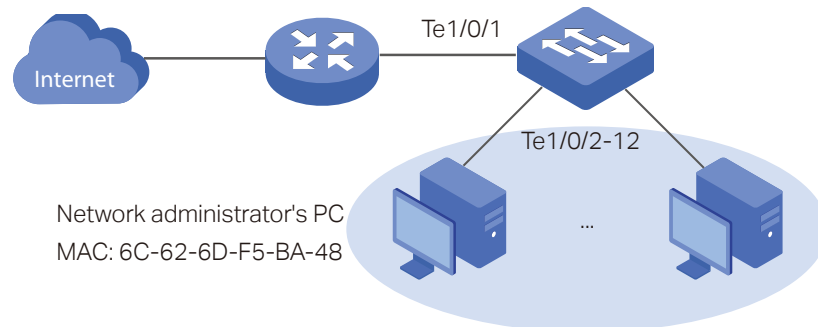 Te1/0/1
Internet
Te1/0/2-12
Network administrator's PC
...
MAC: 6C-62-6D-F5-BA-48